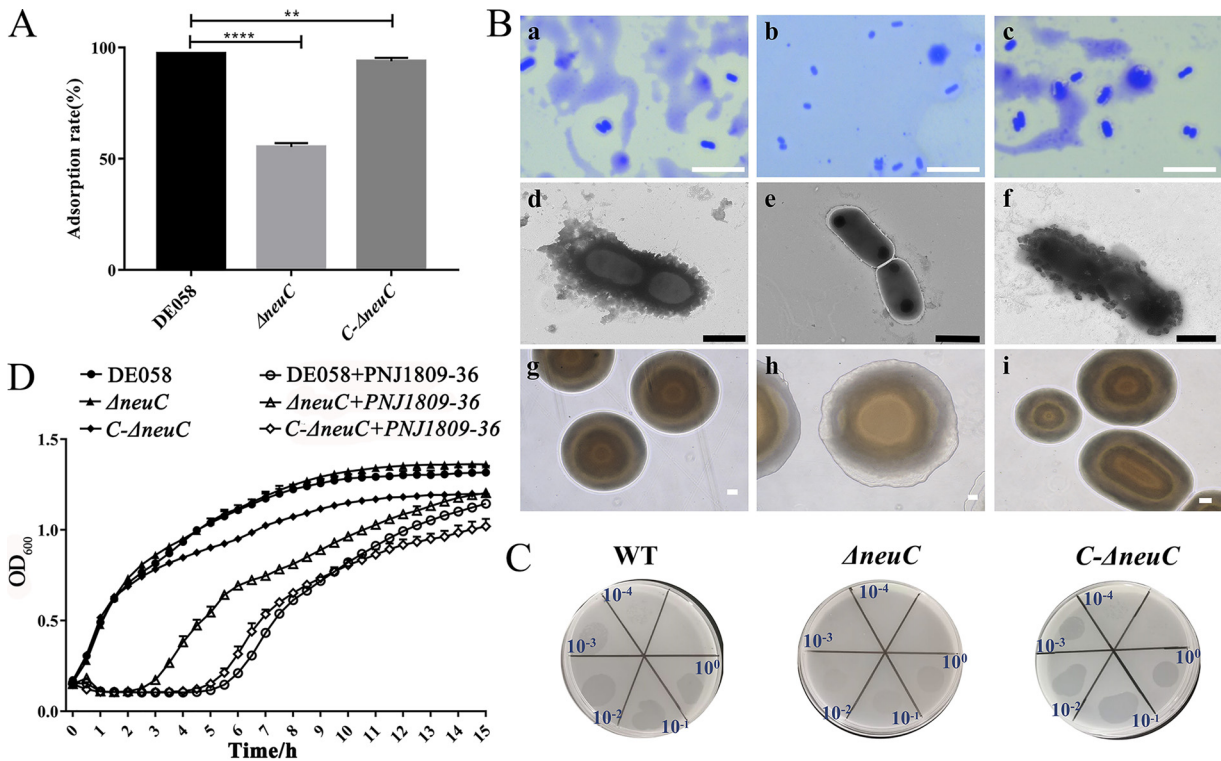 A
**
****
100
50
0
Adsorption rate(%)
DE058
ΔneuC
C-ΔneuC
B
a
b
c
d
e
f
g
h
i
D
DE058
DE058+PNJ1809-36
ΔneuC
ΔneuC+PNJ1809-36
C-ΔneuC
C-ΔneuC+PNJ1809-36
1.5
1.0
0.5
0.0
OD600
0 1 2 3 4 5 6 7 8 9 10 11 12 13 14 15
Time/h
C
WT
ΔneuC
C-ΔneuC
10-4
10-3
100
10-2
10-1
10-4
10-3
100
10-2
10-1
10-4
10-3
100
10-2
10-1